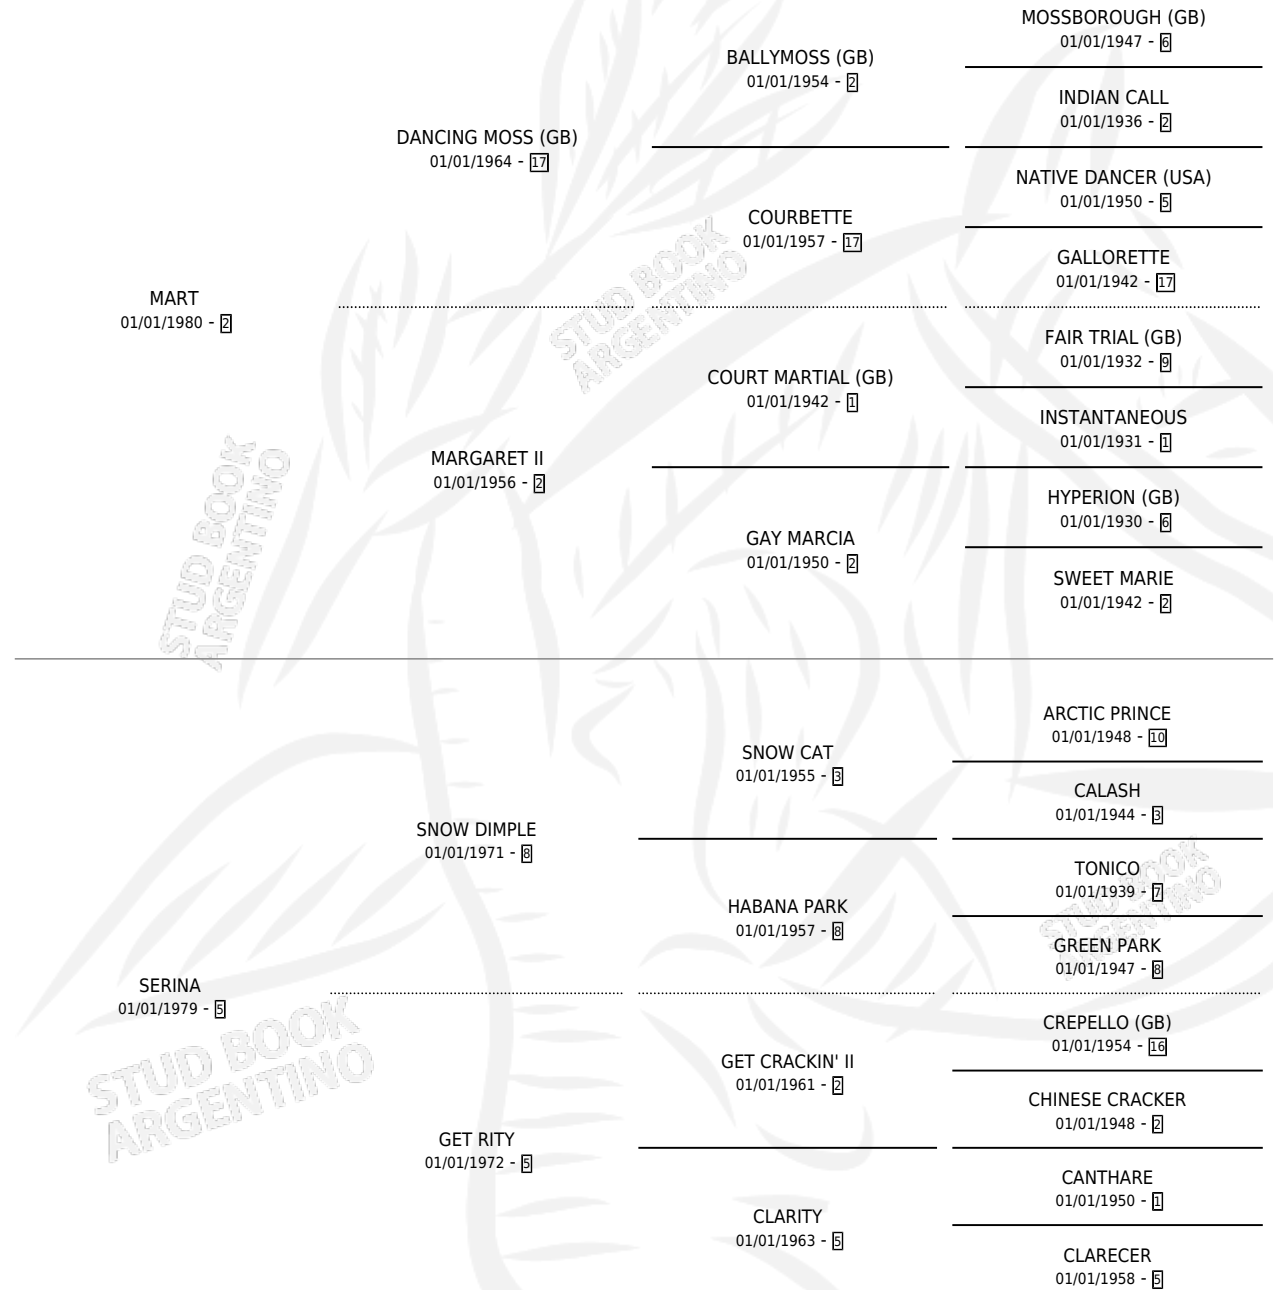 MOSSBOROUGH (GB)
01/01/1947 - 6
BALLYMOSS (GB)
01/01/1954 - 2
INDIAN CALL
01/01/1936 - 2
DANCING MOSS (GB)
01/01/1964 - 17
NATIVE DANCER (USA)
01/01/1950 - 5
COURBETTE
01/01/1957 - 17
GALLORETTE
01/01/1942 - 17
MART
01/01/1980 - 2
FAIR TRIAL (GB)
01/01/1932 - 9
COURT MARTIAL (GB)
01/01/1942 - 1
INSTANTANEOUS
01/01/1931 - 1
MARGARET II
01/01/1956 - 2
HYPERION (GB)
01/01/1930 - 6
GAY MARCIA
01/01/1950 - 2
SWEET MARIE
01/01/1942 - 2
ARCTIC PRINCE
01/01/1948 - 10
SNOW CAT
01/01/1955 - 3
CALASH
01/01/1944 - 3
SNOW DIMPLE
01/01/1971 - 8
TONICO
01/01/1939 - 7
HABANA PARK
01/01/1957 - 8
GREEN PARK
01/01/1947 - 8
SERINA
01/01/1979 - 5
CREPELLO (GB)
01/01/1954 - 16
GET CRACKIN' II
01/01/1961 - 2
CHINESE CRACKER
01/01/1948 - 2
GET RITY
01/01/1972 - 5
CANTHARE
01/01/1950 - 1
CLARITY
01/01/1963 - 5
CLARECER
01/01/1958 - 5
STUD BOOK
ARGENTINO
STUD BOOK
ARGENTINO
STUD BOOK
ARGENTINO
STUD BOOK
ARGENTINO